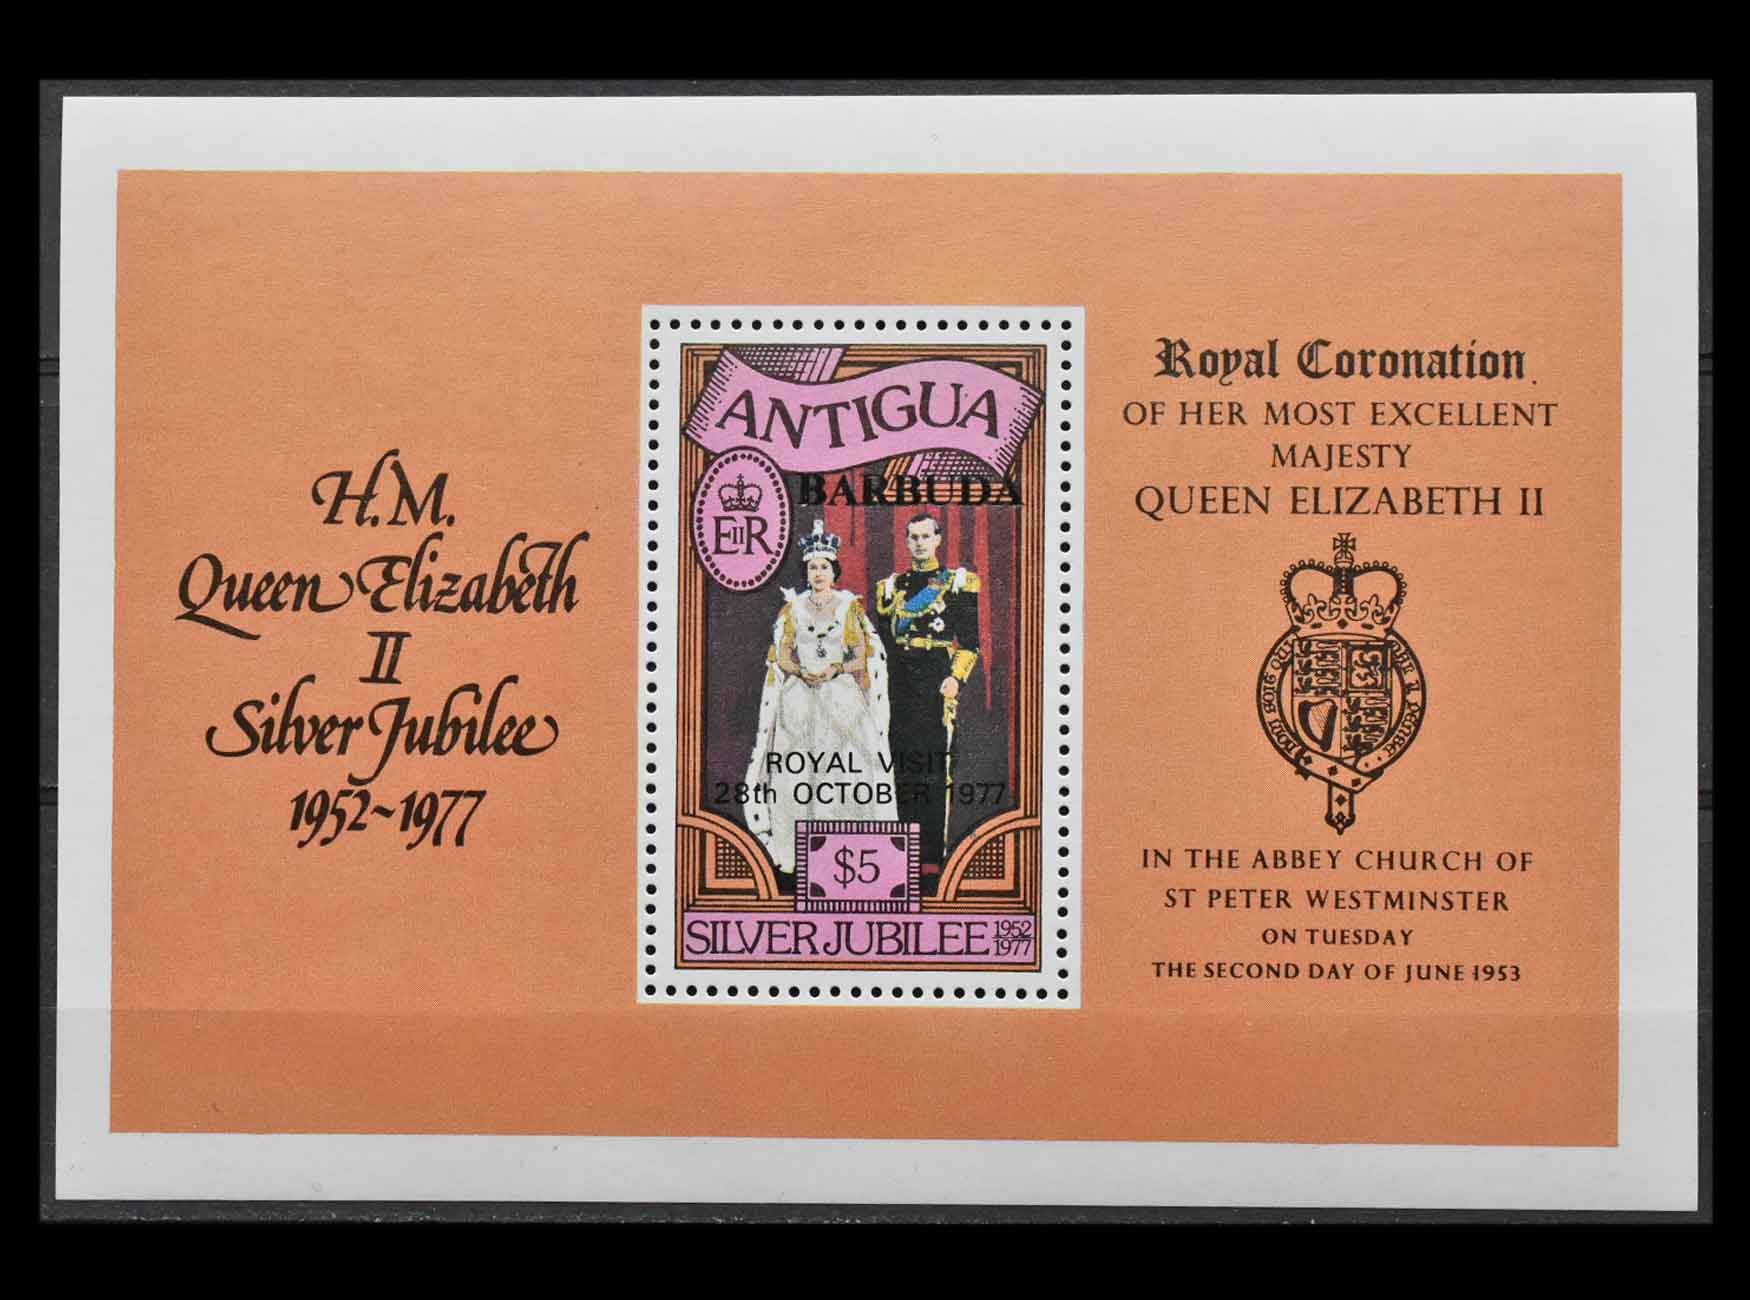 H.M.
Queen Elizabeth
II
Silver Jubilee
1952~1977
ANTIGUA
BARBUDA
EIIR
ROYAL VISIT
28th OCTOBER 1977
$5
SILVER JUBILEE 1952 1977
Royal Coronation
OF HER MOST EXCELLENT
MAJESTY
QUEEN ELIZABETH II
IN THE ABBEY CHURCH OF
ST PETER WESTMINSTER
ON TUESDAY
THE SECOND DAY OF JUNE 1953